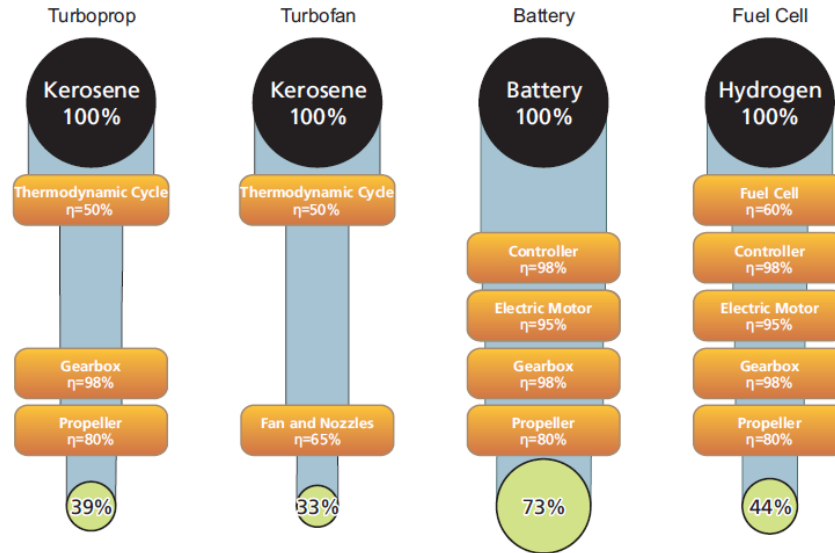 Turboprop
Kerosene
100%
Thermodynamic Cycle
η=50%
Gearbox
η=98%
Propeller
η=80%
39%
Turbofan
Kerosene
100%
Thermodynamic Cycle
η=50%
Fan and Nozzles
η=65%
33%
Battery
Battery
100%
Controller
η=98%
Electric Motor
η=95%
Gearbox
η=98%
Propeller
η=80%
73%
Fuel Cell
Hydrogen
100%
Fuel Cell
η=60%
Controller
η=98%
Electric Motor
η=95%
Gearbox
η=98%
Propeller
η=80%
44%